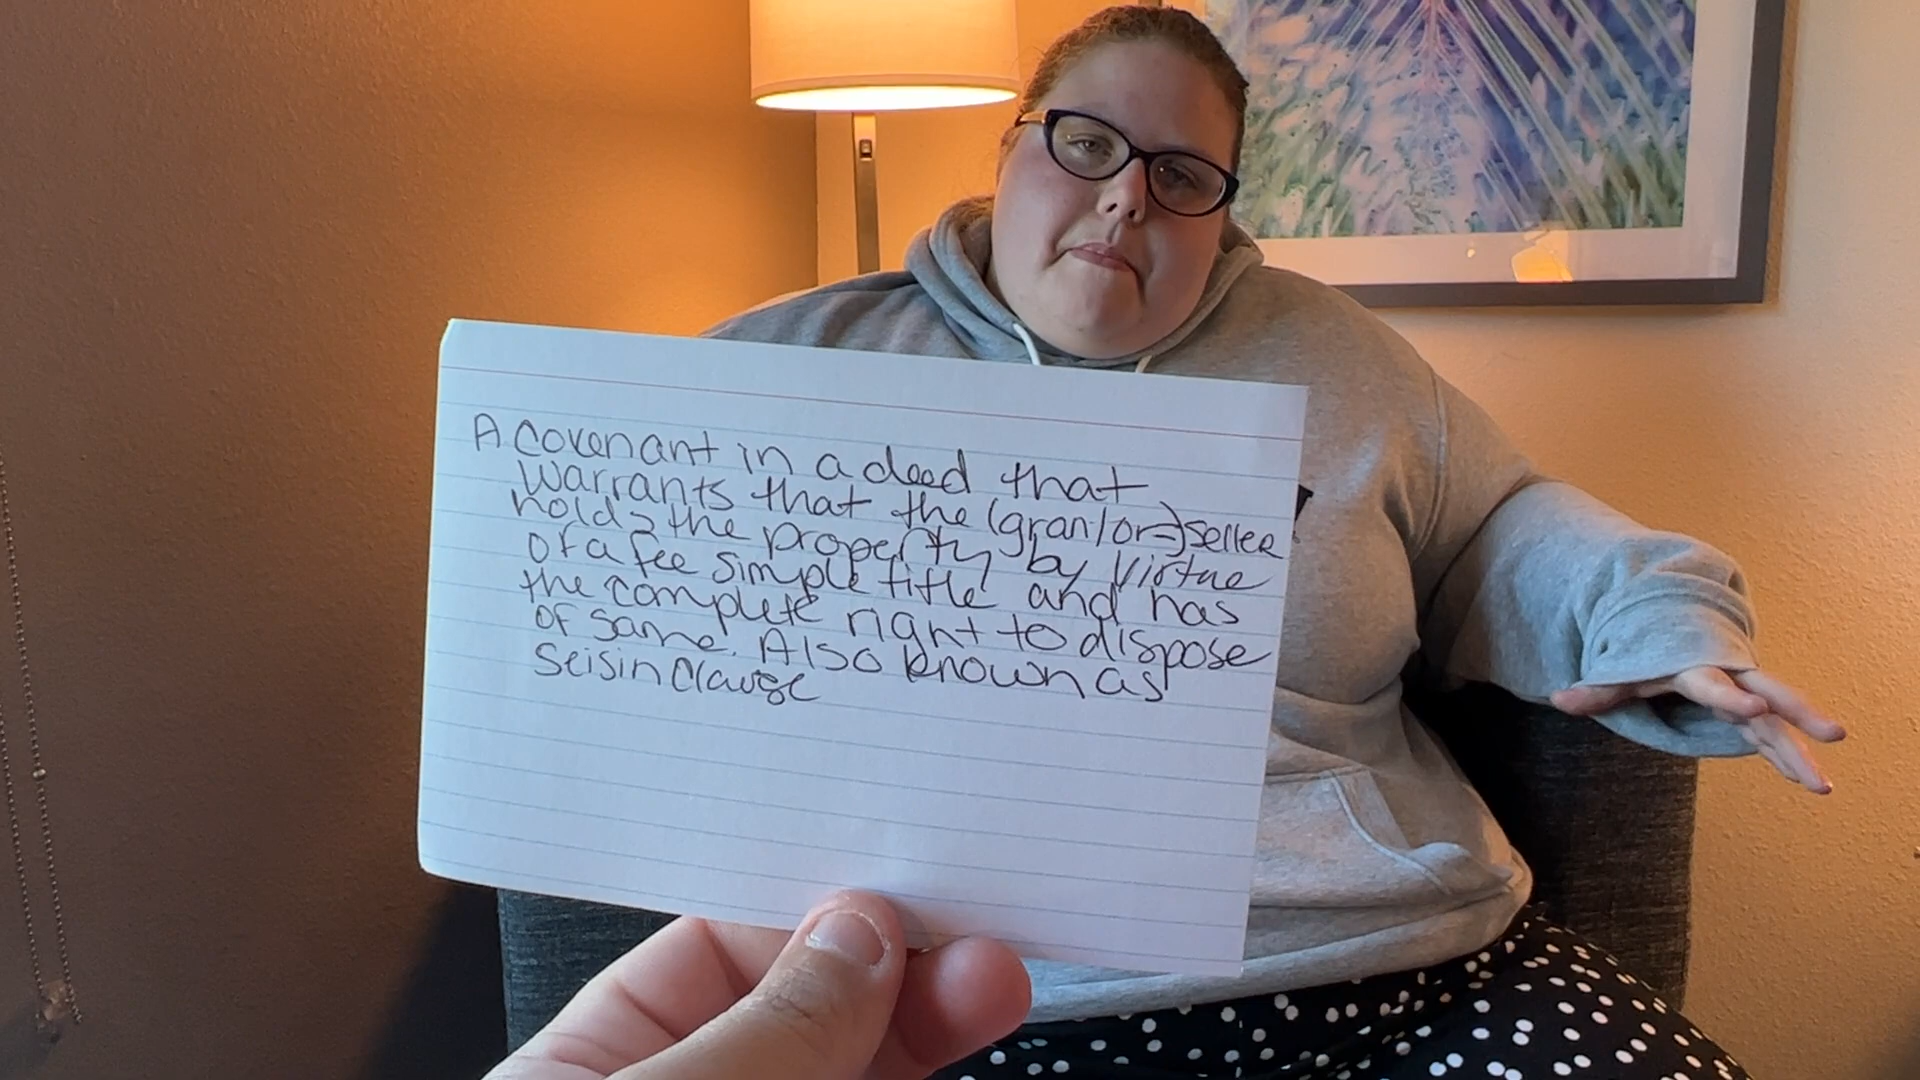 A Covenant in a deed that
warrants that the (grantor) seller
holds the property by virtue
of a fee simple title and has
the complete right to dispose
of same. Also known as
Seisin Clause